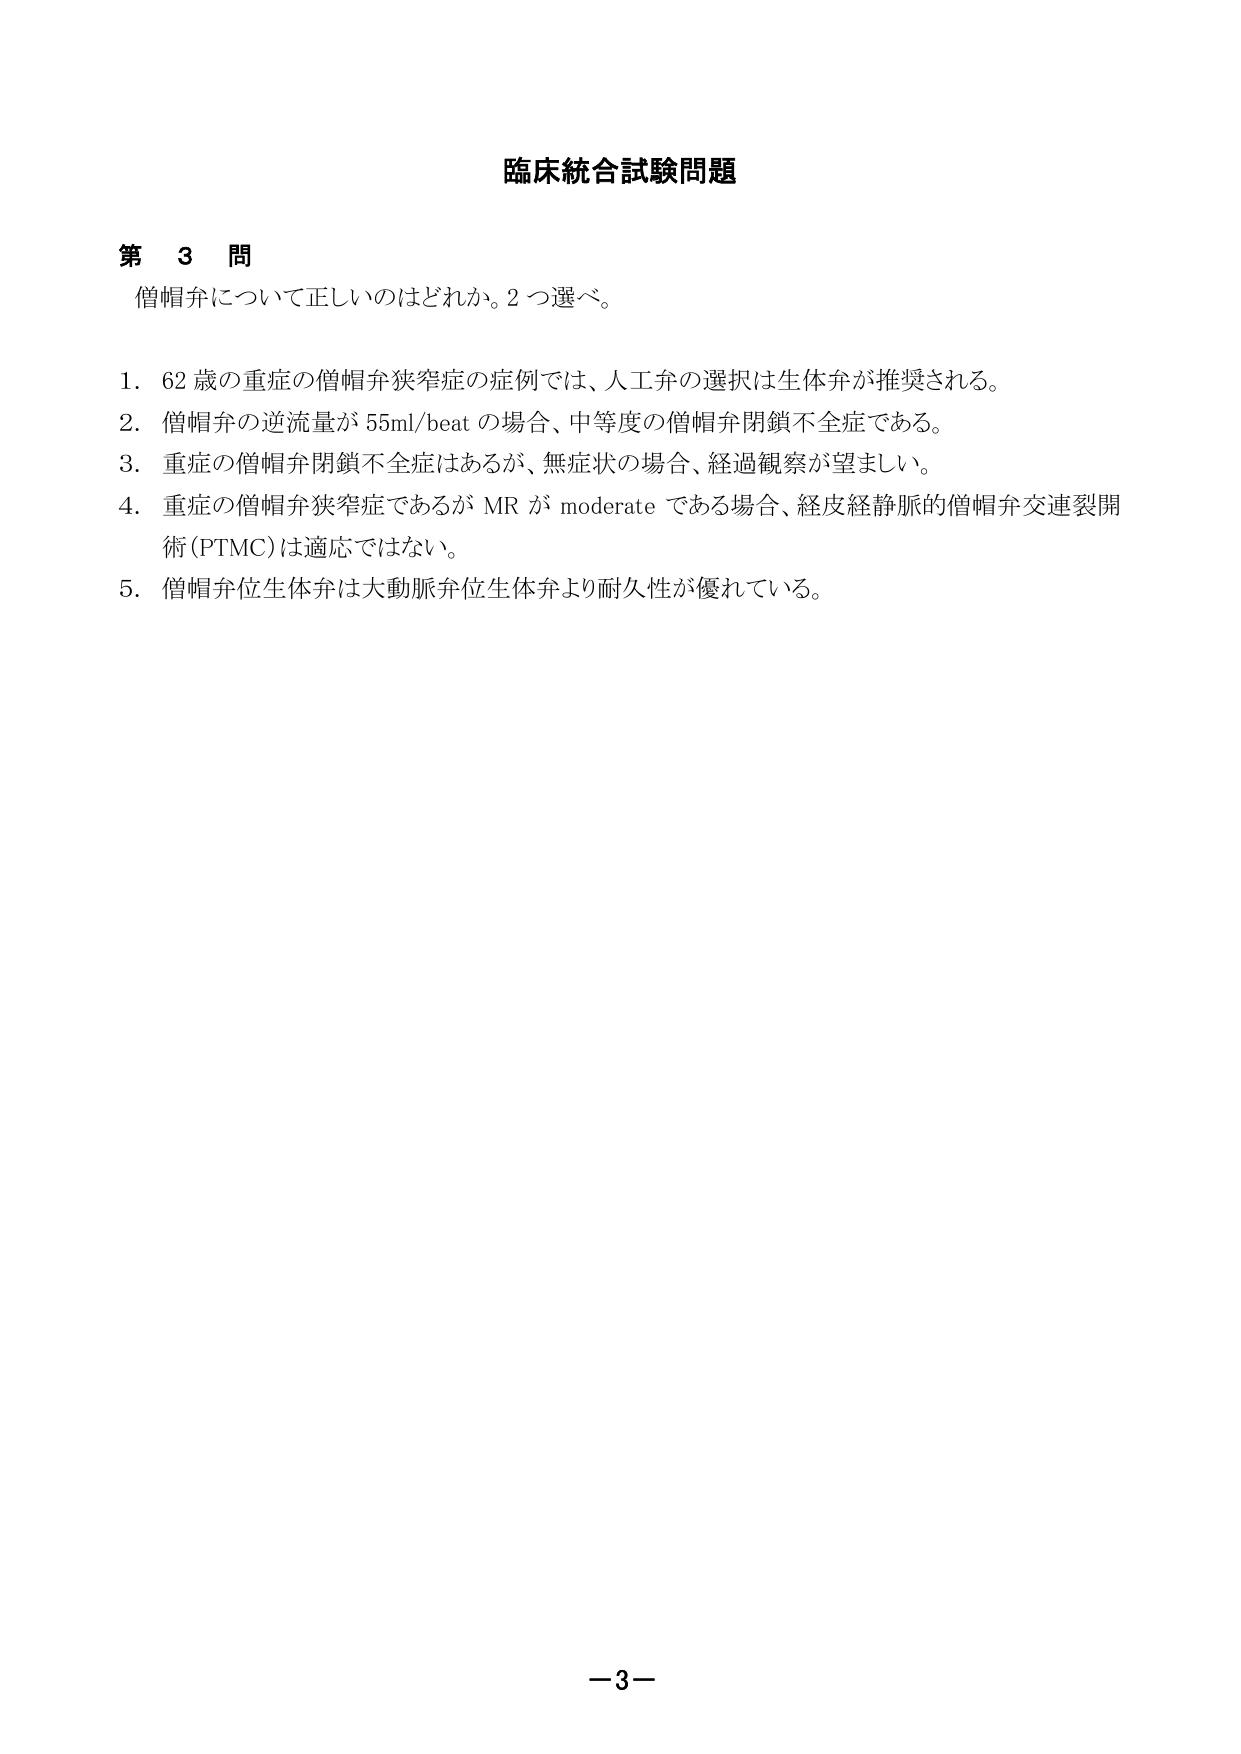 臨床統合試験問題
第 3 問
僧帽弁について正しいのはどれか。2つ選べ。
1. 62歳の重症の僧帽弁狭窄症の症例では、人工弁の選択は生体弁が推奨される。
2. 僧帽弁の逆流量が55ml/beatの場合、中等度の僧帽弁閉鎖不全症である。
3. 重症の僧帽弁閉鎖不全症はあるが、無症状の場合、経過観察が望ましい。
4. 重症の僧帽弁狭窄症であるが MR が moderate である場合、経皮経静脈的僧帽弁交連裂開
術(PTMC)は適応ではない。
5. 僧帽弁位生体弁は大動脈弁位生体弁より耐久性が優れている。
－3－